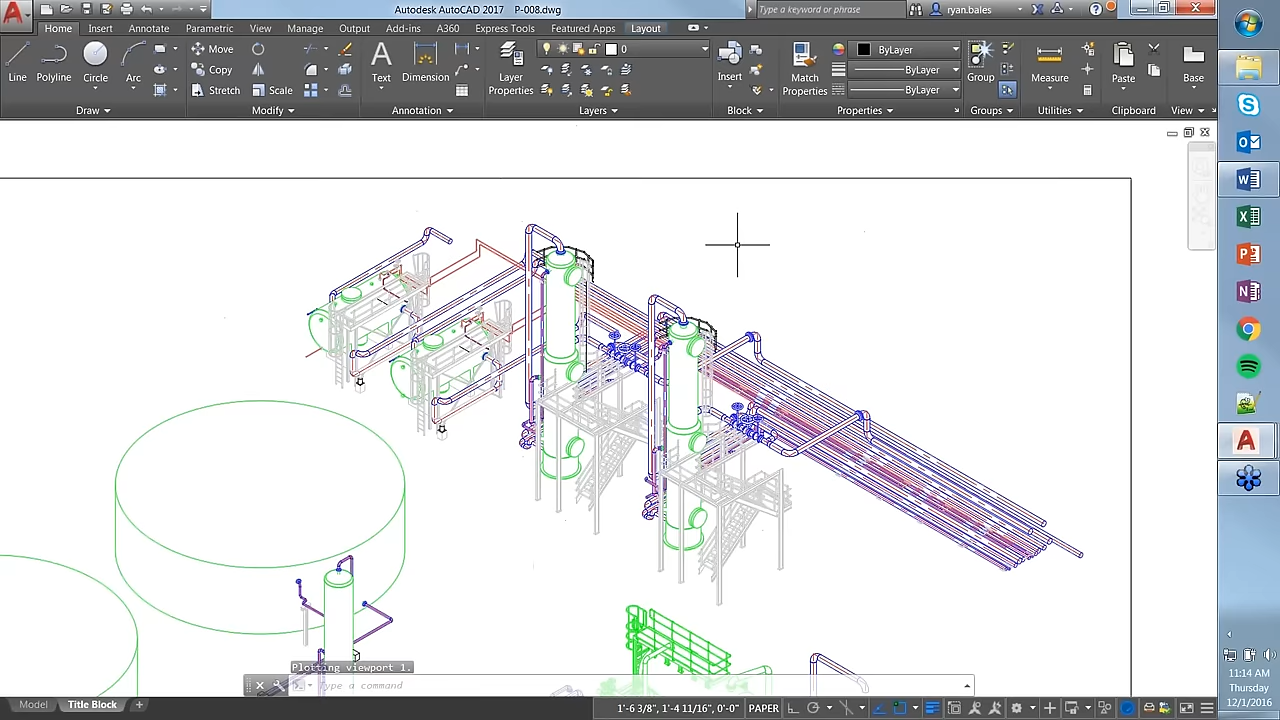 Autodesk AutoCAD 2017 P-008.dwg
Type a keyword or phrase
ryan.bales
Home Insert Annotate Parametric View Manage Output Add-ins A360 Express Tools Featured Apps Layout
Line
Polyline
Circle
Arc
Move
Copy
Stretch
Scale
Text
Dimension
Layer
Properties
0
Insert
Match
Properties
ByLayer
ByLayer
ByLayer
Group
Measure
Paste
Base
Draw Modify Annotation Layers Block Properties Groups Utilities Clipboard View
Plotting viewport 1.
Type a command
Model Title Block +
1'-6 3/8", 1'-4 11/16", 0'-0" PAPER
11:14 AM
Thursday
12/1/2016